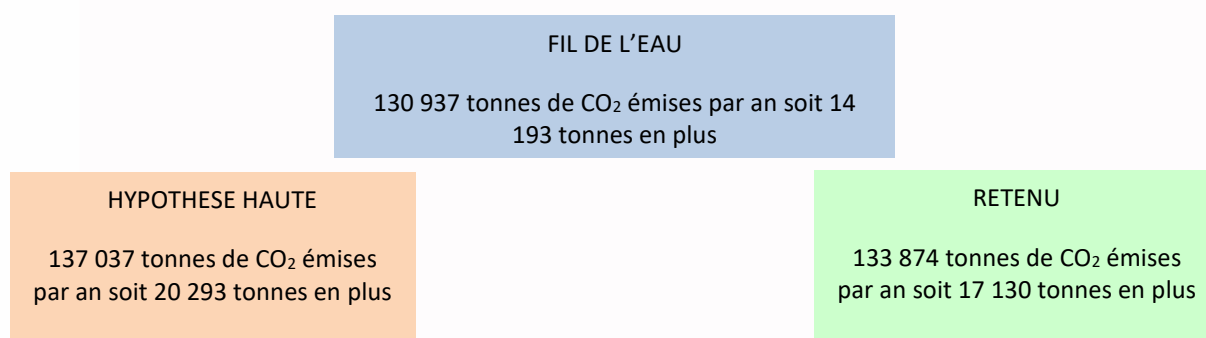 FIL DE L’EAU
130 937 tonnes de CO₂ émises par an soit 14
193 tonnes en plus
HYPOTHESE HAUTE
137 037 tonnes de CO₂ émises
par an soit 20 293 tonnes en plus
RETENU
133 874 tonnes de CO₂ émises
par an soit 17 130 tonnes en plus